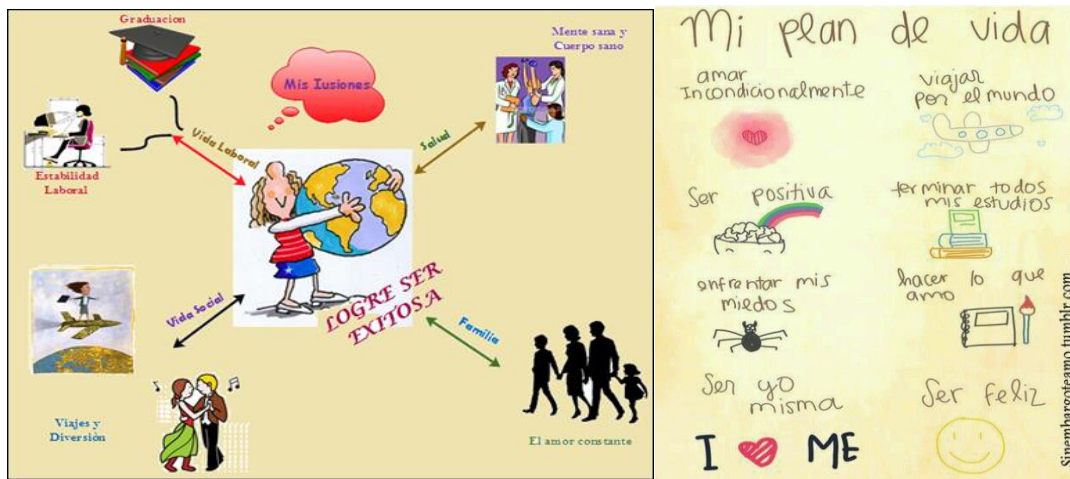 Graduacion
Mis Iusiones
Mente sana y
Cuerpo sano
Vida Laboral
Salud
Estabilidad
Laboral
LOGRE SER
EXITOSA
Vida Social
Familia
Viajes y
Diversiòn
El amor constante
Mi plan de vida
amar
Incondicionalmente
viajar
por el mundo
Ser positiva
terminar todos
mis estudios
enfrentar mis
miedos
hacer lo que
amo
Ser yo
misma
Ser feliz
I ME
Sinembargoteamo.tumblr.com